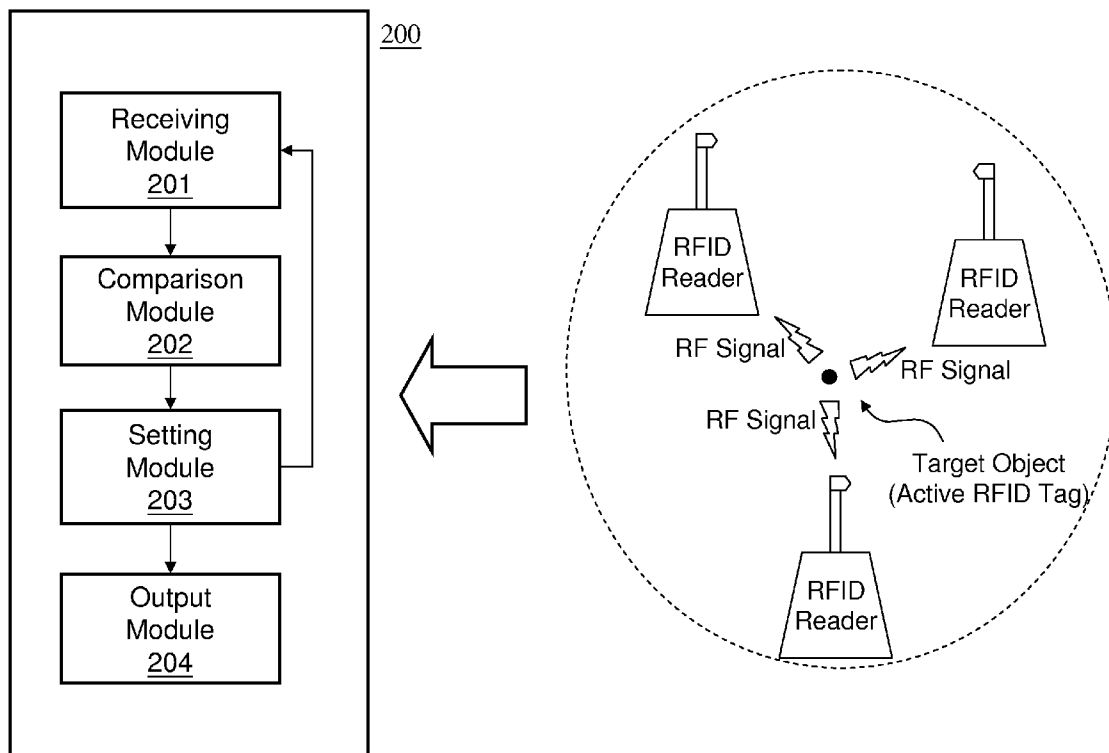 200
Receiving
Module
201
Comparison
Module
202
Setting
Module
203
Output
Module
204
RFID
Reader
RFID
Reader
RF Signal
RF Signal
RF Signal
Target Object
(Active RFID Tag)
RFID
Reader